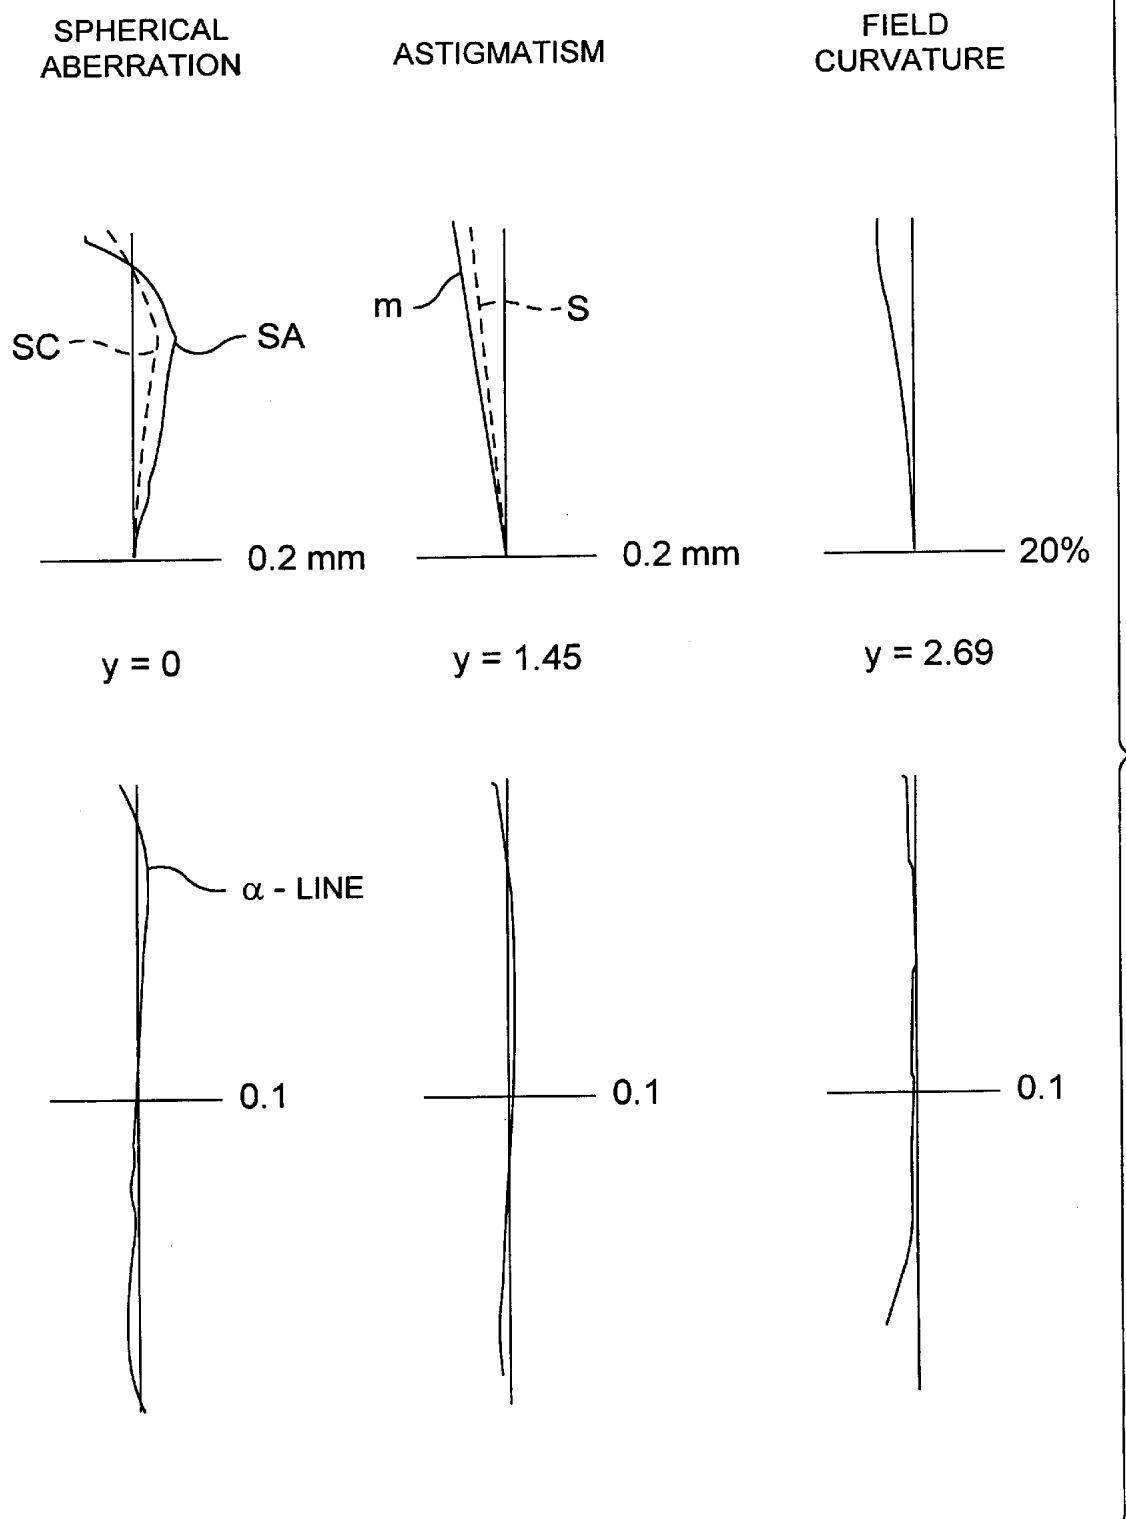 SPHERICAL
ABERRATION
ASTIGMATISM
FIELD
CURVATURE
SC
SA
m
S
0.2 mm
0.2 mm
20%
y = 0
y = 1.45
y = 2.69
α - LINE
0.1
0.1
0.1